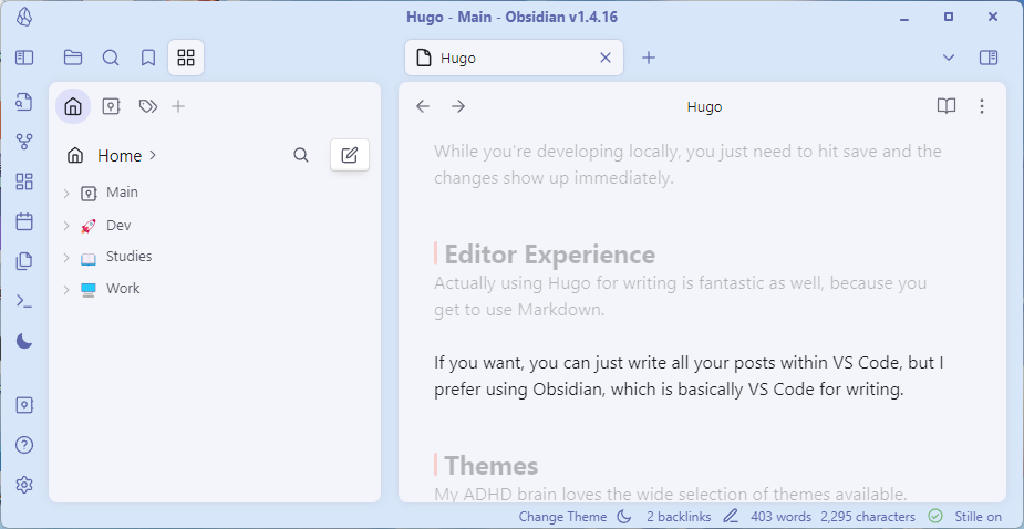 Hugo - Main - Obsidian v1.4.16
Hugo
Hugo
Home
Main
Dev
Studies
Work
While you're developing locally, you just need to hit save and the
changes show up immediately.
Editor Experience
Actually using Hugo for writing is fantastic as well, because you
get to use Markdown.
If you want, you can just write all your posts within VS Code, but I
prefer using Obsidian, which is basically VS Code for writing.
Themes
My ADHD brain loves the wide selection of themes available.
Change Theme 2 backlinks 403 words 2,295 characters Stille on